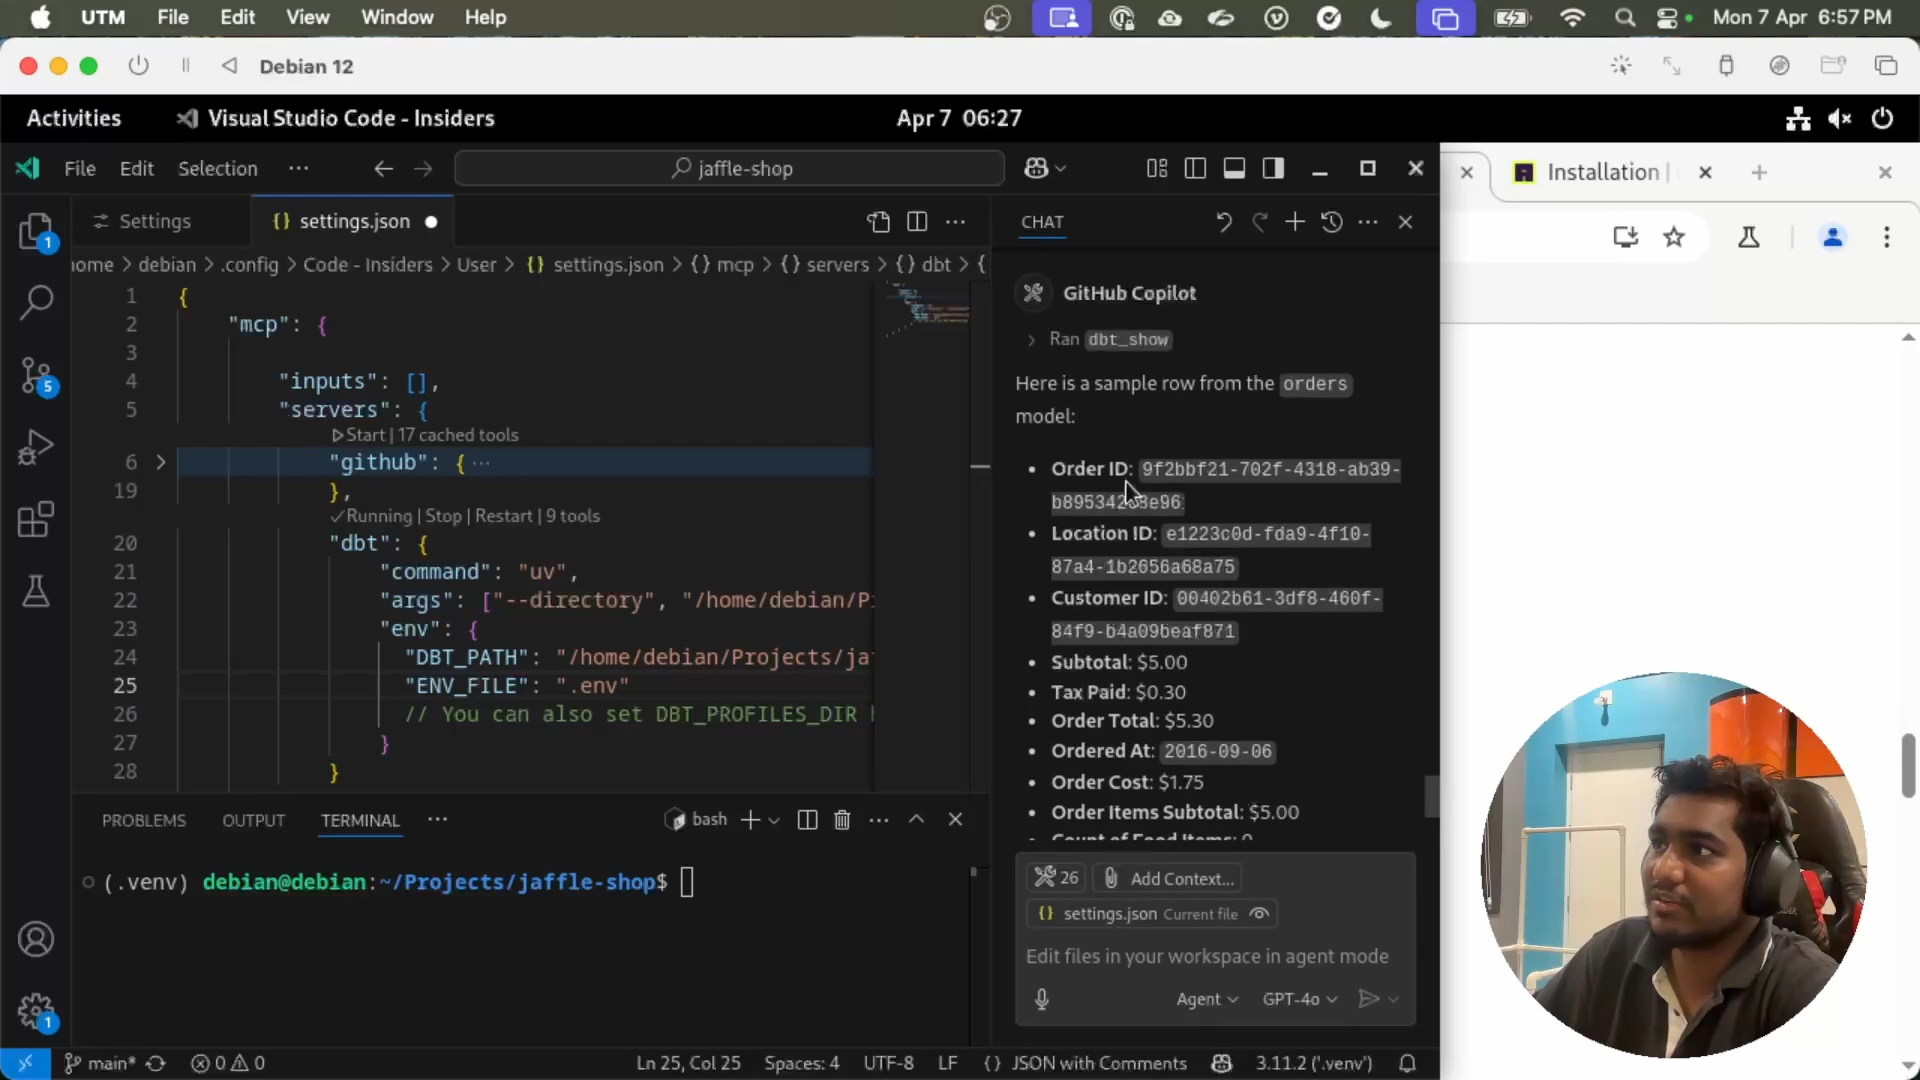 UTM File Edit View Window Help
Mon 7 Apr 6:57 PM
Debian 12
Activities
Visual Studio Code - Insiders
Apr 7 06:27
File Edit Selection ···
jaffle-shop
Installation |
Settings
{} settings.json
ome > debian > .config > Code - Insiders > User > {} settings.json > {} mcp > {} servers > {} dbt > {
1 {
2 "mcp": {
3
4 "inputs": [],
5 "servers": {
Start | 17 cached tools
6 "github": { ···
19 },
✓Running | Stop | Restart | 9 tools
20 "dbt": {
21 "command": "uv",
22 "args": ["--directory", "/home/debian/P
23 "env": {
24 "DBT_PATH": "/home/debian/Projects/ja
25 "ENV_FILE": ".env"
26 // You can also set DBT_PROFILES_DIR
27 }
28 }
CHAT
GitHub Copilot
Ran dbt_show
Here is a sample row from the orders
model:
• Order ID: 9f2bbf21-702f-4318-ab39-
• Location ID: e1223c0d-fda9-4f10-
87a4-1b2656a68a75
• Customer ID: 00402b61-3df8-460f-
84f9-b4a09beaf871
• Subtotal: $5.00
• Tax Paid: $0.30
• Order Total: $5.30
• Ordered At: 2016-09-06
• Order Cost: $1.75
• Order Items Subtotal: $5.00
Count of Food Items: 0
26
Add Context...
{} settings.json Current file
Edit files in your workspace in agent mode
Agent
GPT-4o
PROBLEMS OUTPUT TERMINAL ···
bash
(.venv) debian@debian:~/Projects/jaffle-shop$
1
5
1
main*
0 0
Ln 25, Col 25
Spaces: 4
UTF-8
LF
{} JSON with Comments
3.11.2 ('.venv')